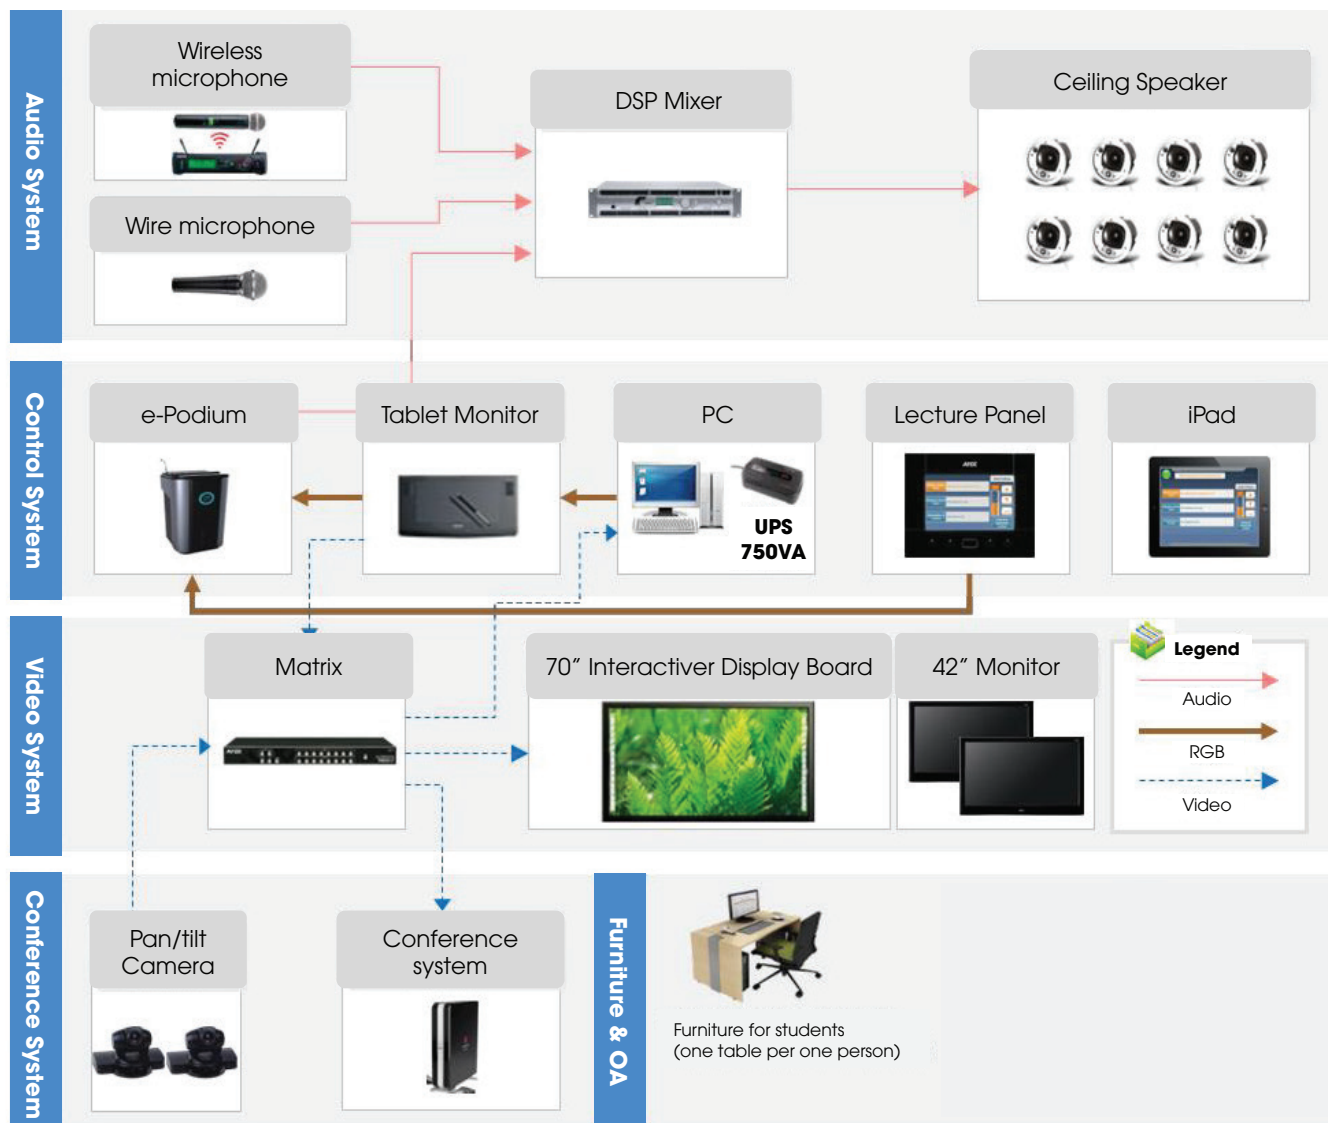 Audio System
Wireless
microphone
DSP Mixer
Ceiling Speaker
Wire microphone
Control System
e-Podium
Tablet Monitor
PC
UPS
750VA
Lecture Panel
iPad
Video System
Matrix
70” Interactiver Display Board
42” Monitor
Legend
Audio
RGB
Video
Conference System
Pan/tilt
Camera
Conference
system
Furniture & OA
Furniture for students
(one table per one person)